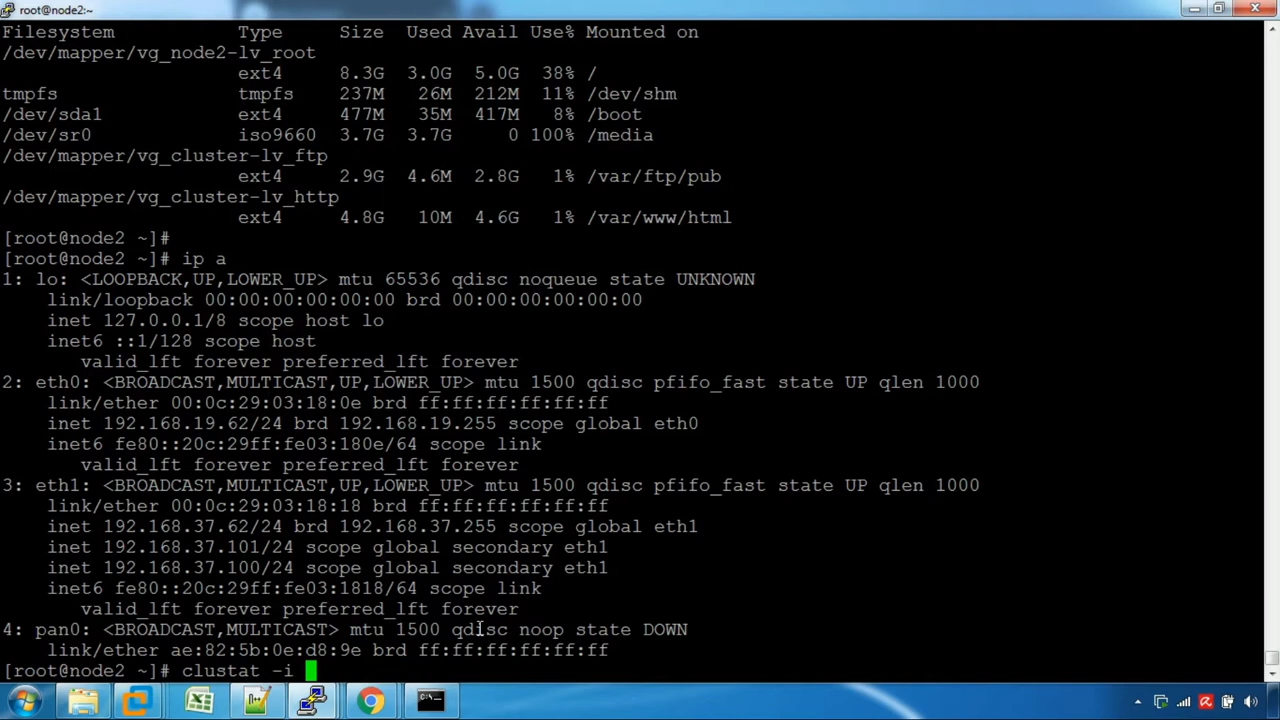 root@node2:~
Filesystem Type Size Used Avail Use% Mounted on
/dev/mapper/vg_node2-lv_root
ext4 8.3G 3.0G 5.0G 38% /
tmpfs tmpfs 237M 26M 212M 11% /dev/shm
/dev/sda1 ext4 477M 35M 417M 8% /boot
/dev/sr0 iso9660 3.7G 3.7G 0 100% /media
/dev/mapper/vg_cluster-lv_ftp
ext4 2.9G 4.6M 2.8G 1% /var/ftp/pub
/dev/mapper/vg_cluster-lv_http
ext4 4.8G 10M 4.6G 1% /var/www/html
[root@node2 ~]#
[root@node2 ~]# ip a
1: lo: <LOOPBACK,UP,LOWER_UP> mtu 65536 qdisc noqueue state UNKNOWN
link/loopback 00:00:00:00:00:00 brd 00:00:00:00:00:00
inet 127.0.0.1/8 scope host lo
inet6 ::1/128 scope host
valid_lft forever preferred_lft forever
2: eth0: <BROADCAST,MULTICAST,UP,LOWER_UP> mtu 1500 qdisc pfifo_fast state UP qlen 1000
link/ether 00:0c:29:03:18:0e brd ff:ff:ff:ff:ff:ff
inet 192.168.19.62/24 brd 192.168.19.255 scope global eth0
inet6 fe80::20c:29ff:fe03:180e/64 scope link
valid_lft forever preferred_lft forever
3: eth1: <BROADCAST,MULTICAST,UP,LOWER_UP> mtu 1500 qdisc pfifo_fast state UP qlen 1000
link/ether 00:0c:29:03:18:18 brd ff:ff:ff:ff:ff:ff
inet 192.168.37.62/24 brd 192.168.37.255 scope global eth1
inet 192.168.37.101/24 scope global secondary eth1
inet 192.168.37.100/24 scope global secondary eth1
inet6 fe80::20c:29ff:fe03:1818/64 scope link
valid_lft forever preferred_lft forever
4: pan0: <BROADCAST,MULTICAST> mtu 1500 qdisc noop state DOWN
link/ether ae:82:5b:0e:d8:9e brd ff:ff:ff:ff:ff:ff
[root@node2 ~]# clustat -i